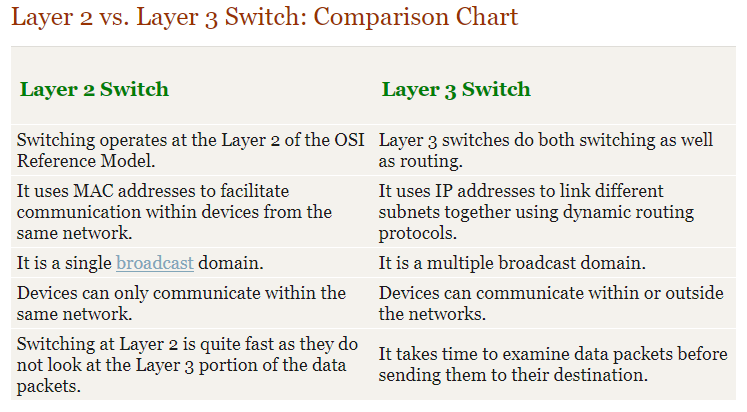 Layer 2 vs. Layer 3 Switch: Comparison Chart
Layer 2 Switch
Layer 3 Switch
Switching operates at the Layer 2 of the OSI
Reference Model.
Layer 3 switches do both switching as well
as routing.
It uses MAC addresses to facilitate
communication within devices from the
same network.
It uses IP addresses to link different
subnets together using dynamic routing
protocols.
It is a single broadcast domain.
It is a multiple broadcast domain.
Devices can only communicate within the
same network.
Devices can communicate within or outside
the networks.
Switching at Layer 2 is quite fast as they do
not look at the Layer 3 portion of the data
packets.
It takes time to examine data packets before
sending them to their destination.